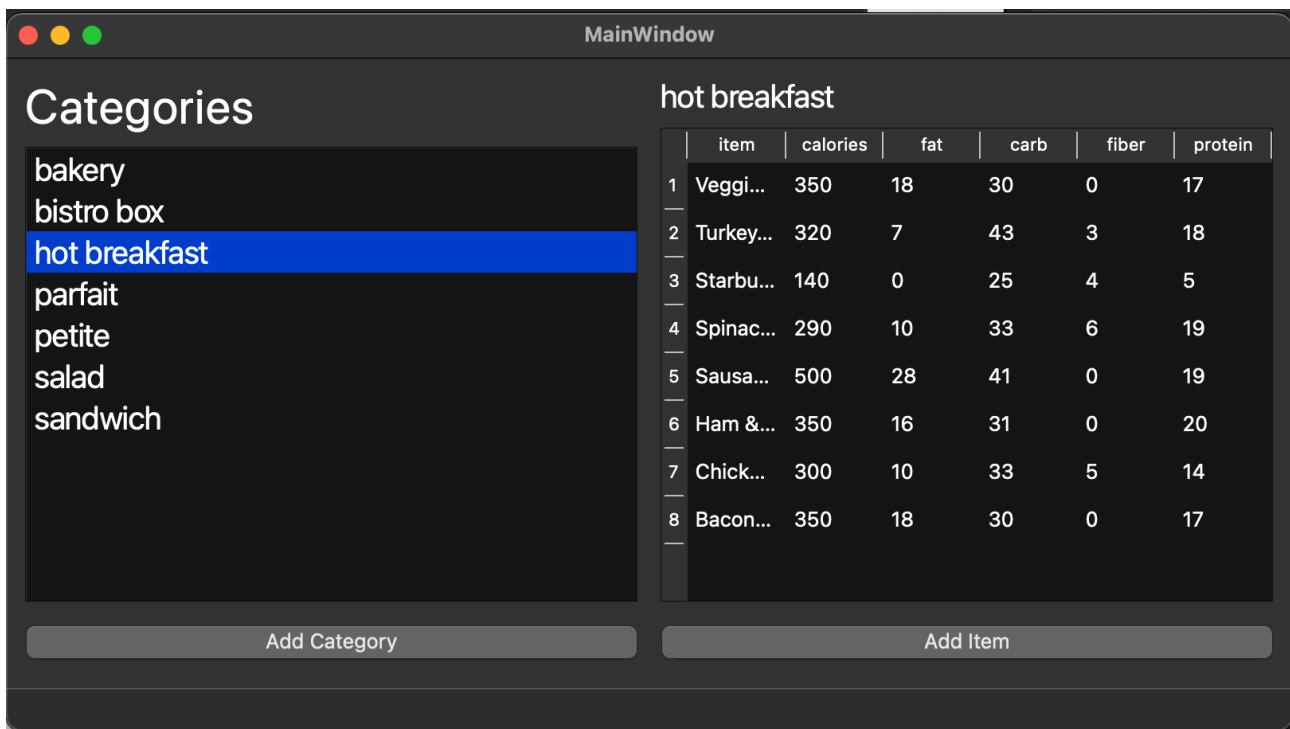 MainWindow
Categories
bakery
bistro box
hot breakfast
parfait
petite
salad
sandwich
Add Category
hot breakfast
item calories fat carb fiber protein
1 Veggi... 350 18 30 0 17
2 Turkey... 320 7 43 3 18
3 Starbu... 140 0 25 4 5
4 Spinac... 290 10 33 6 19
5 Sausa... 500 28 41 0 19
6 Ham &... 350 16 31 0 20
7 Chick... 300 10 33 5 14
8 Bacon... 350 18 30 0 17
Add Item